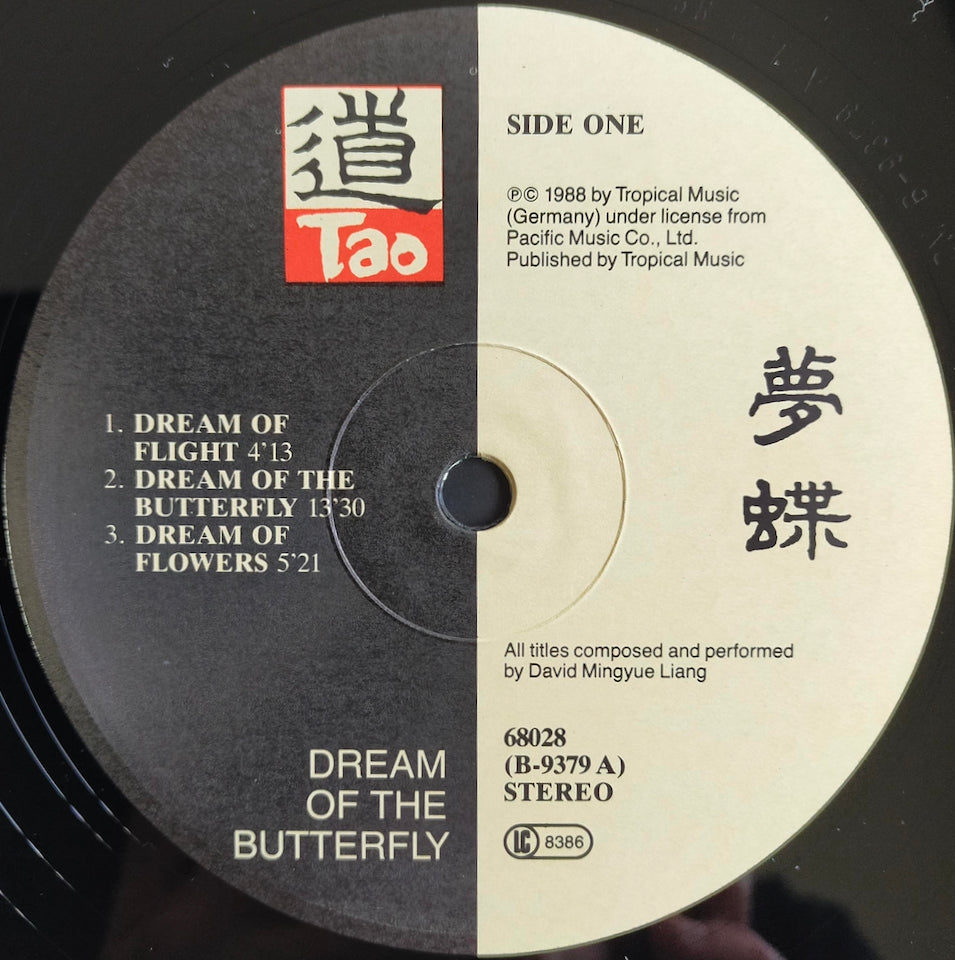 道
Tao
SIDE ONE
℗© 1988 by Tropical Music
(Germany) under license from
Pacific Music Co., Ltd.
Published by Tropical Music
夢
蝶
1. DREAM OF
FLIGHT 4'13
2. DREAM OF THE
BUTTERFLY 13'30
3. DREAM OF
FLOWERS 5'21
All titles composed and performed
by David Mingyue Liang
68028
(B-9379 A)
STEREO
LC 8386
DREAM
OF THE
BUTTERFLY